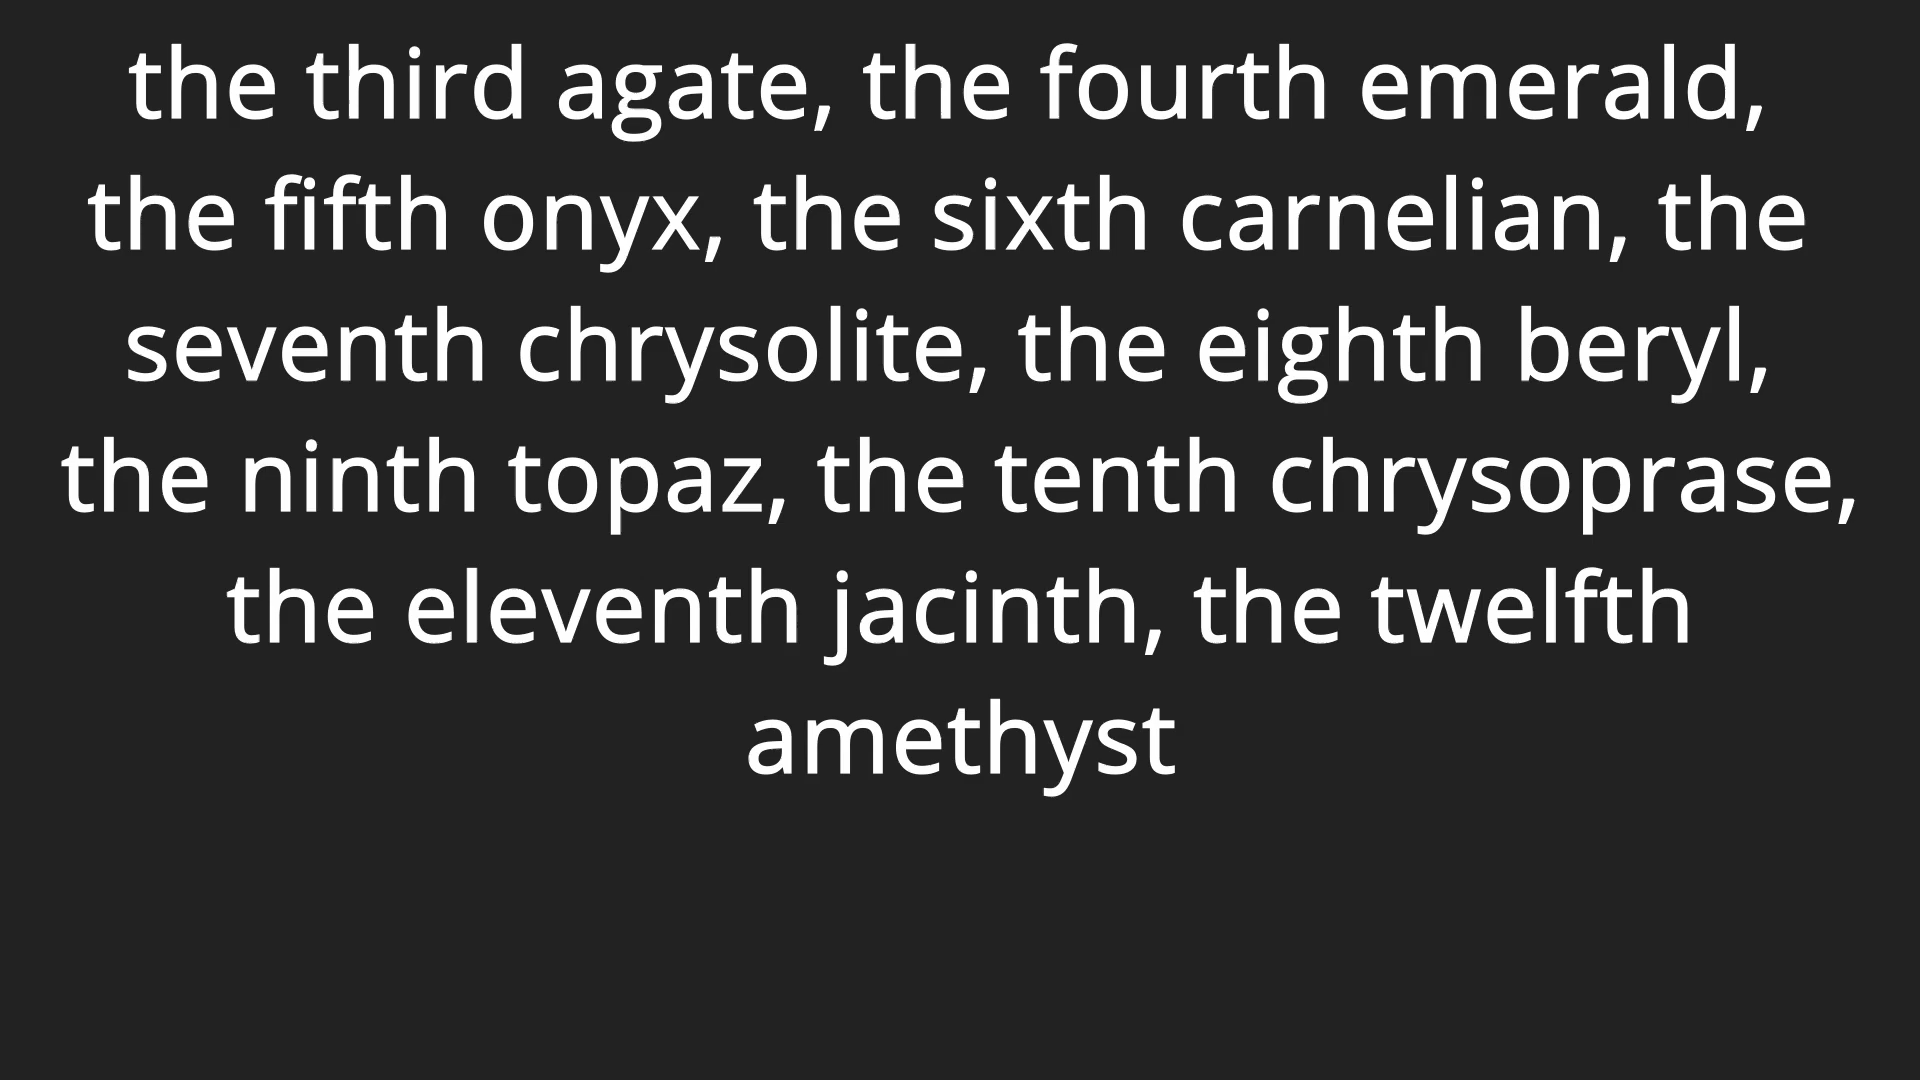 the third agate, the fourth emerald,
the fifth onyx, the sixth carnelian, the
seventh chrysolite, the eighth beryl,
the ninth topaz, the tenth chrysoprase,
the eleventh jacinth, the twelfth
amethyst